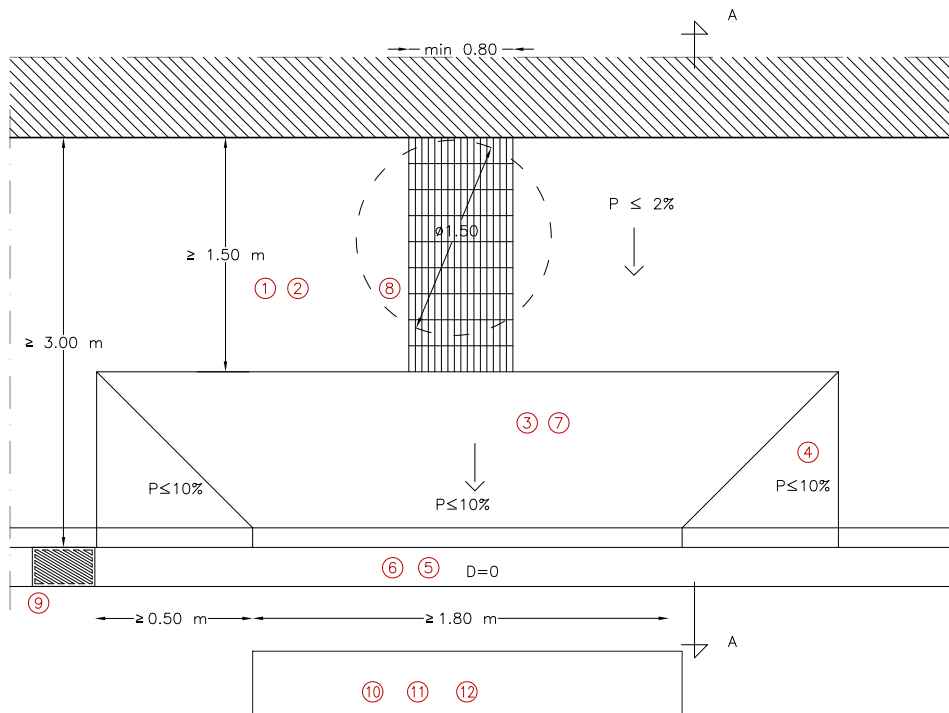 A
min 0.80
P ≤ 2%
ø1.50
≥ 1.50 m
1 2
8
≥ 3.00 m
3 7
4
P≤10%
P≤10%
P≤10%
6 5
D=0
9
≥0.50 m
≥1.80 m
A
10 11 12